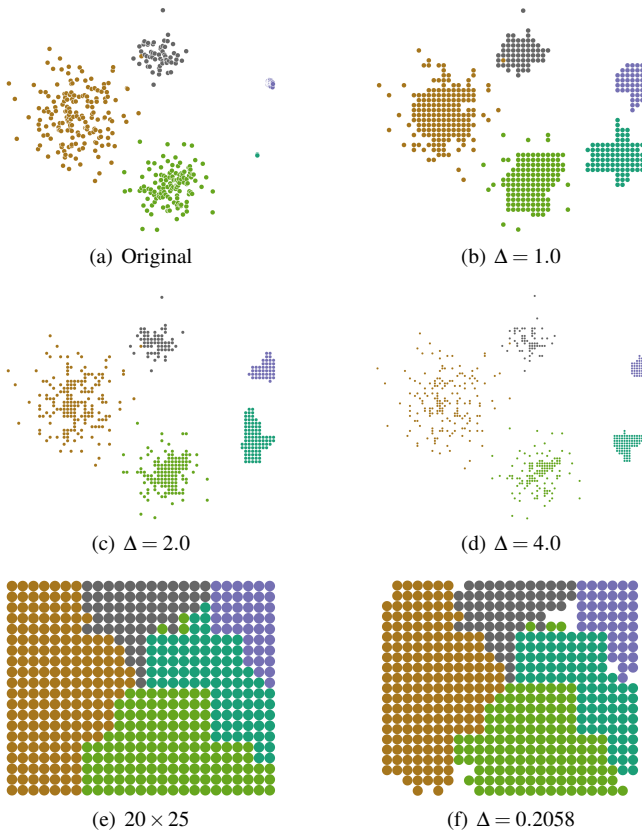 (a) Original
(b) Δ = 1.0
(c) Δ = 2.0
(d) Δ = 4.0
(e) 20 × 25
(f) Δ = 0.2058